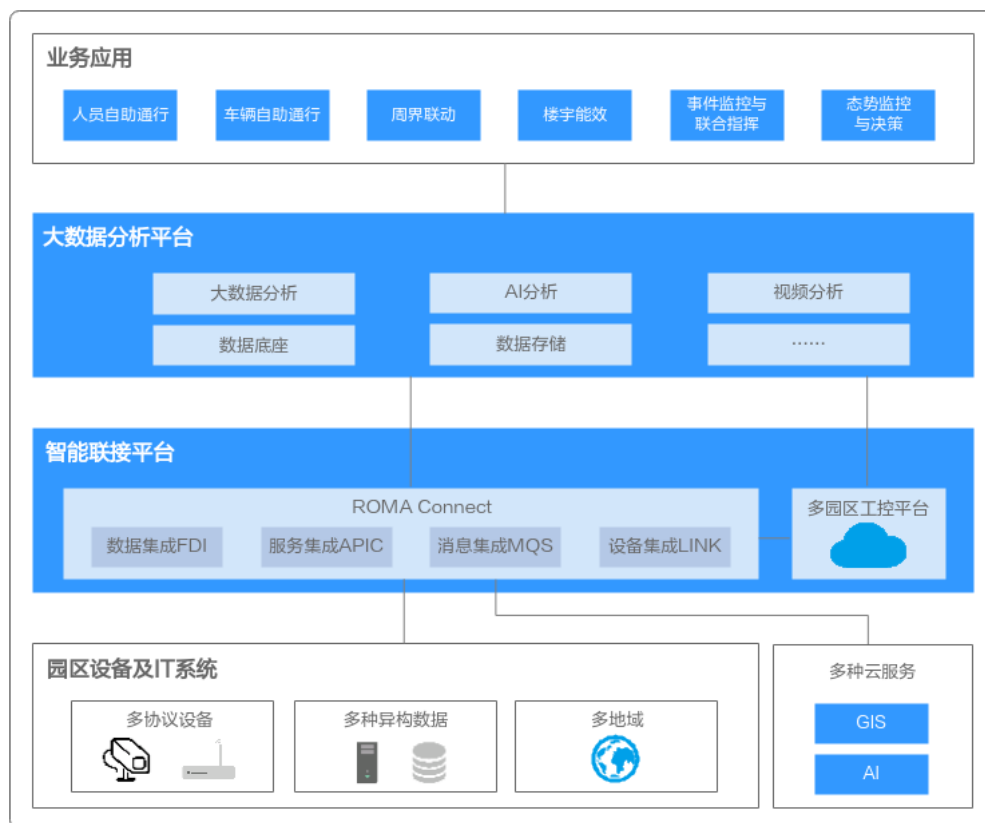 业务应用
人员自助通行
车辆自助通行
周界联动
楼宇能效
事件监控与
联合指挥
态势监控
与决策
大数据分析平台
大数据分析
AI分析
视频分析
数据底座
数据存储
……
智能联接平台
ROMA Connect
数据集成FDI
服务集成APIC
消息集成MQS
设备集成LINK
多园区工控平台
园区设备及IT系统
多协议设备
多种异构数据
多地域
多种云服务
GIS
AI